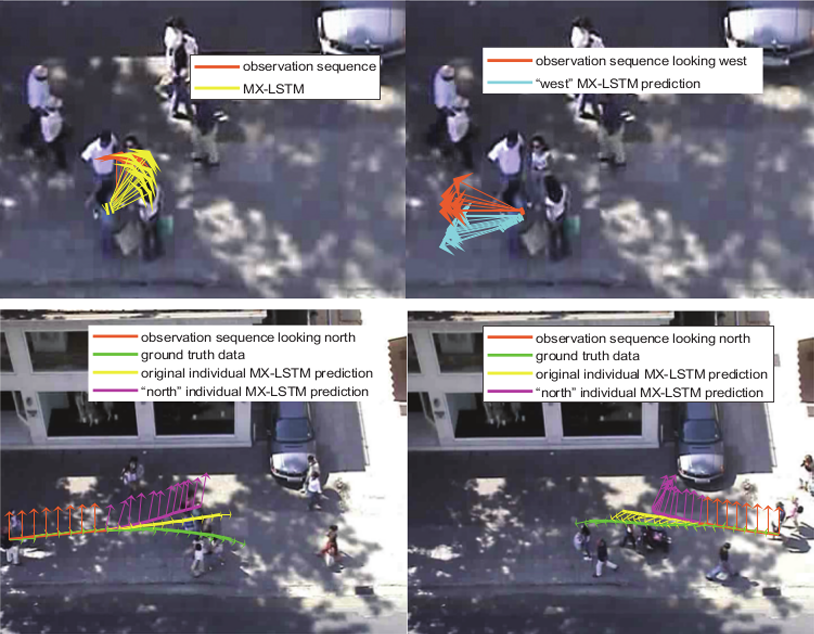 observation sequence
MX-LSTM
observation sequence looking west
“west” MX-LSTM prediction
observation sequence looking north
ground truth data
original individual MX-LSTM prediction
“north” individual MX-LSTM prediction
observation sequence looking north
ground truth data
original individual MX-LSTM prediction
“north” individual MX-LSTM prediction